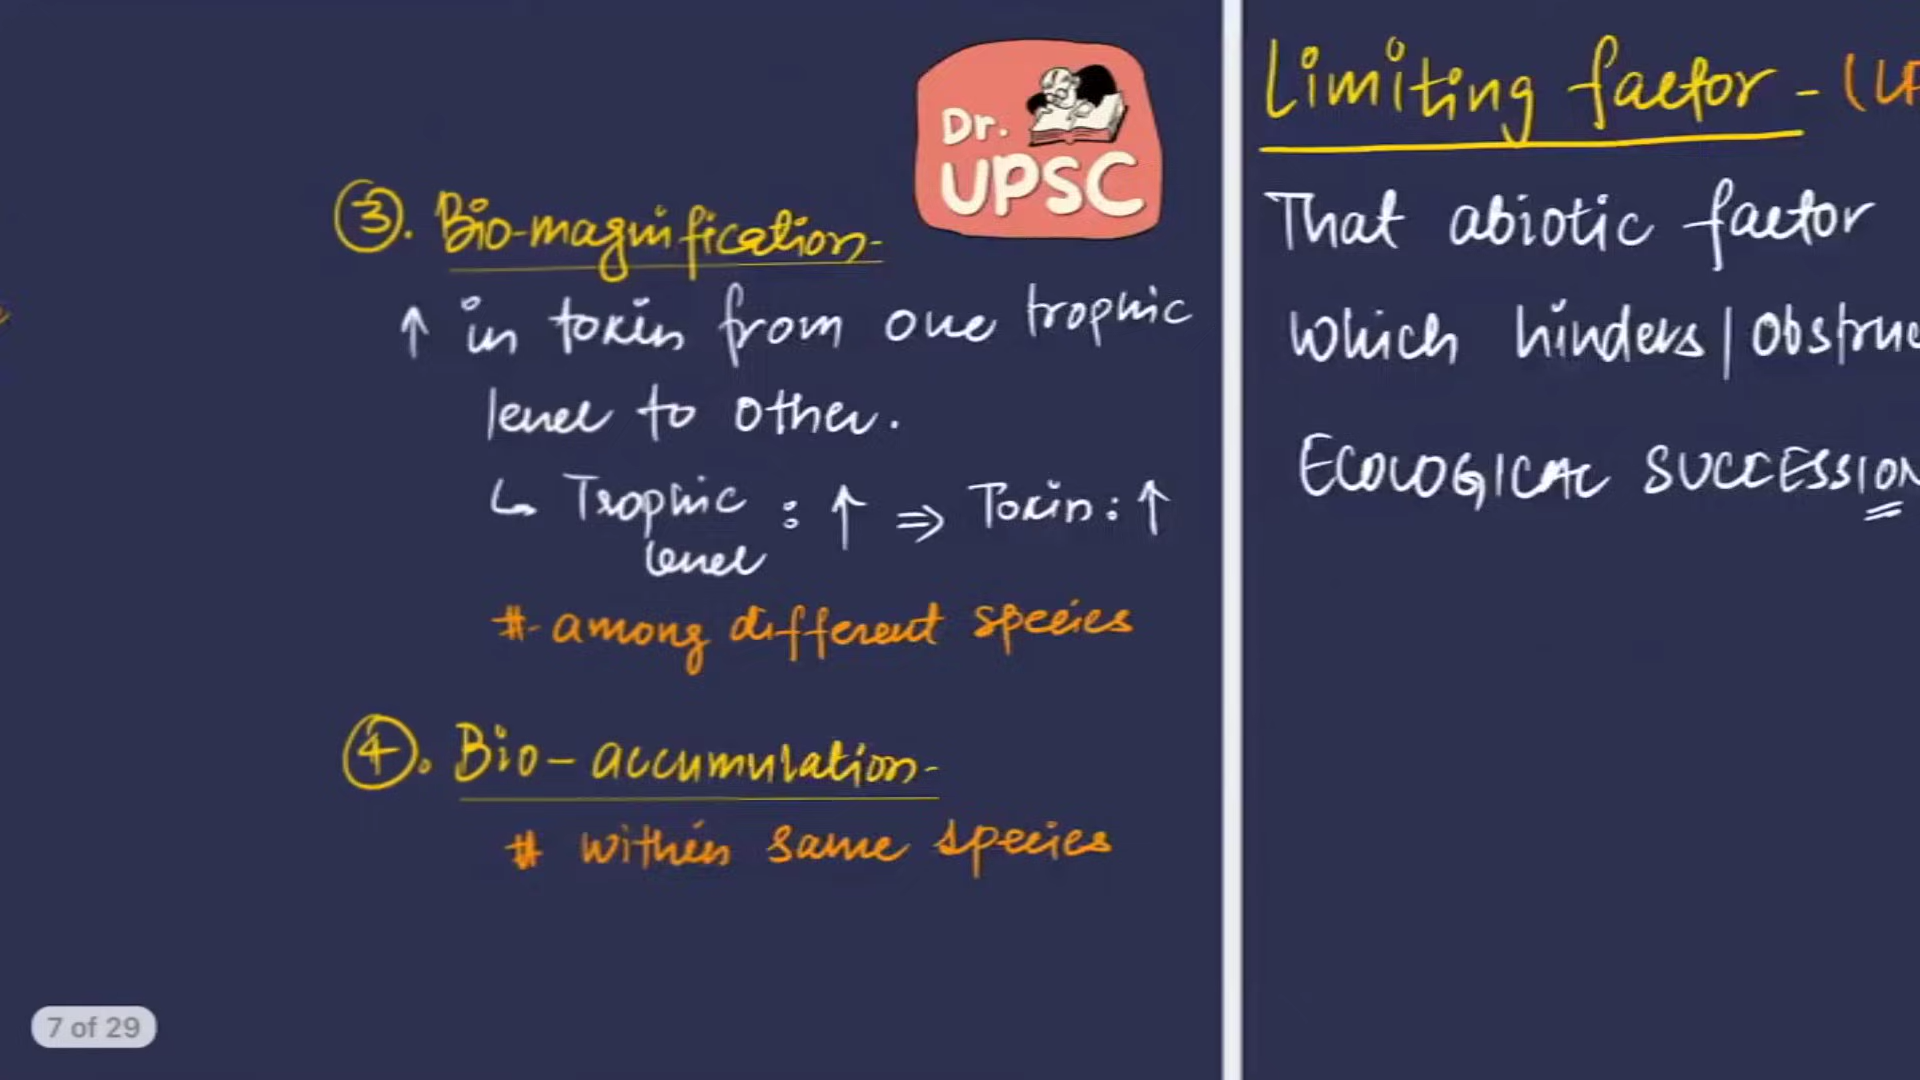 Dr.
UPSC
③. Bio-magnification-
↑ in toxin from one trophic
level to other.
↳ Trophic level : ↑ ⇒ Toxin : ↑
# among different species
④. Bio-accumulation-
# within same species
7 of 29
Limiting factor - (
That abiotic factor
which hinders | Obstruc
ECOLOGICAL SUCCESSION